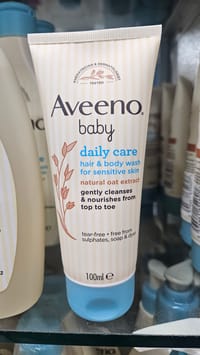 Aveeno®
baby
daily care
hair & body wash
for sensitive skin
natural oat extract
gently cleanses
& nourishes from
top to toe
tear-free • free from
sulphates, soap & dyes
100ml e